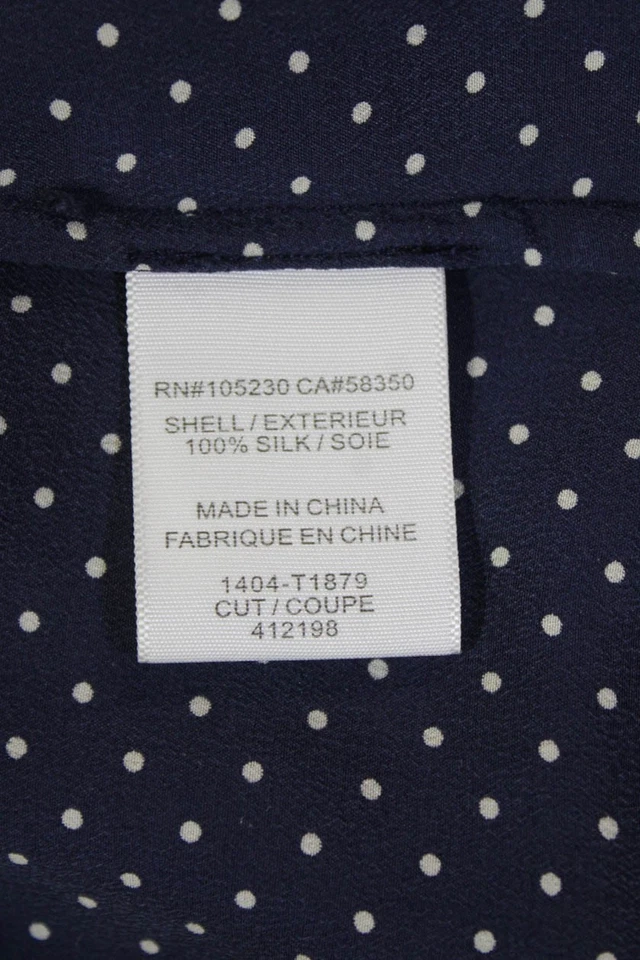 RN#105230 CA#58350
SHELL / EXTERIEUR
100% SILK / SOIE
MADE IN CHINA
FABRIQUE EN CHINE
1404-T1879
CUT / COUPE
412198